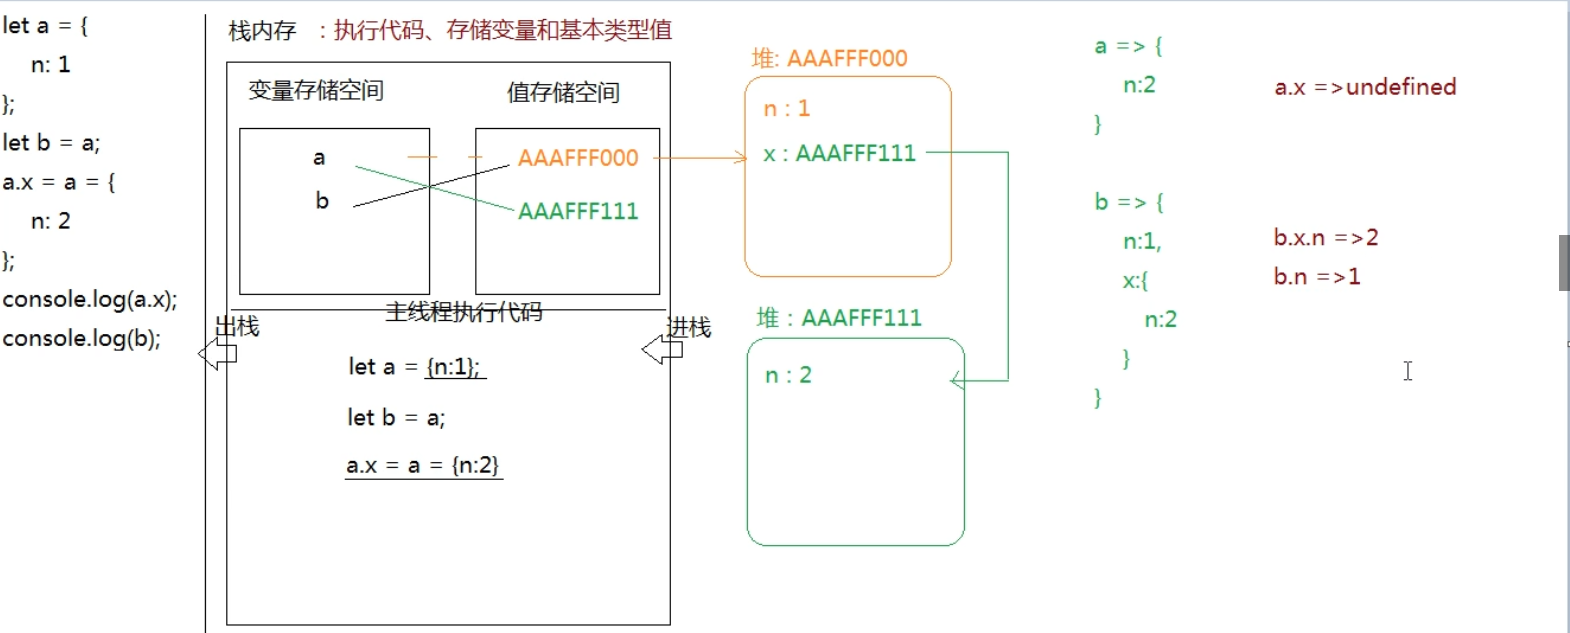 let a = {
n: 1
};
let b = a;
a.x = a = {
n: 2
};
console.log(a.x);
console.log(b);
栈内存 ：执行代码、存储变量和基本类型值
变量存储空间
值存储空间
a
b
AAAFFF000
AAAFFF111
主线程执行代码
出栈
进栈
let a = {n:1};
let b = a;
a.x = a = {n:2}
堆: AAAFFF000
n : 1
x : AAAFFF111
堆 : AAAFFF111
n : 2
a => {
n:2
}
a.x =>undefined
b => {
n:1,
x:{
n:2
}
}
b.x.n =>2
b.n =>1